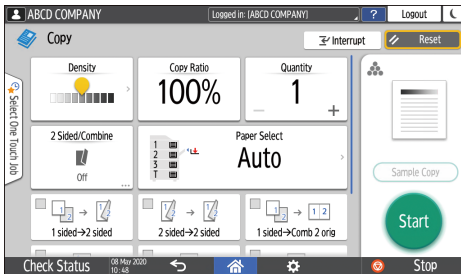 ABCD COMPANY
Logged in: [ABCD COMPANY]
?
Logout
Copy
Interrupt
Reset
Select One Touch Job
Density
Copy Ratio
100%
Quantity
1
2 Sided/Combine
Off
Paper Select
1
2
3
T
Auto
Sample Copy
1 sided→2 sided
2 sided→2 sided
1 sided→Comb 2 orig
Start
Check Status
08 May 2020
10:48
Stop